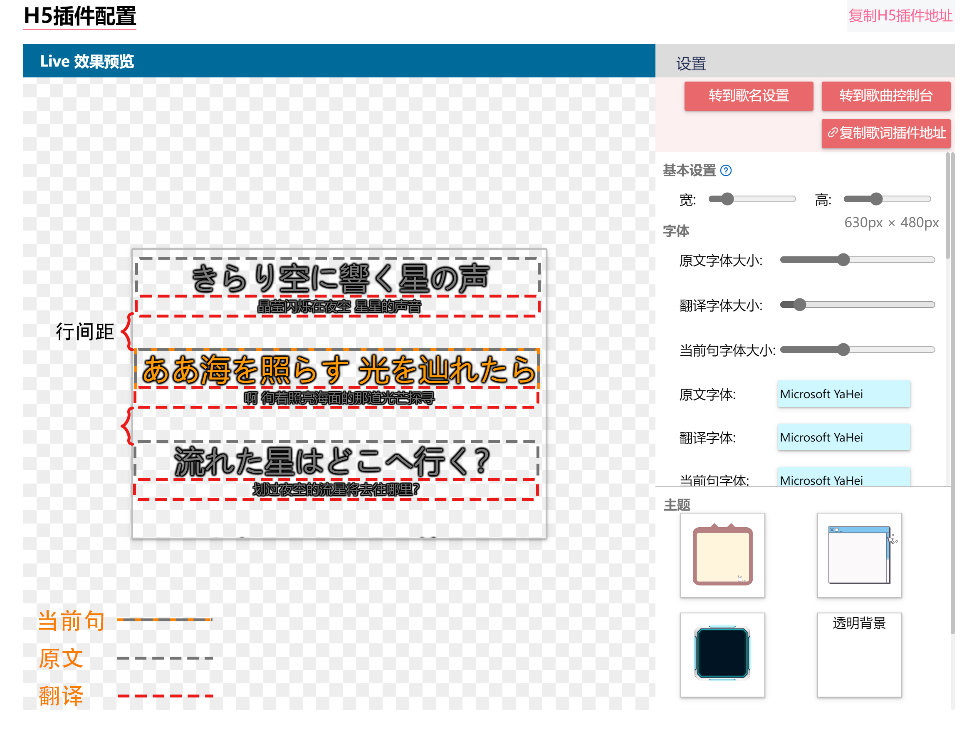 H5插件配置
复制H5插件地址
Live 效果预览
设置
转到歌名设置
转到歌曲控制台
复制歌词插件地址
基本设置
宽:
高:
630px × 480px
字体
原文字体大小:
翻译字体大小:
当前句字体大小:
原文字体:
Microsoft YaHei
翻译字体:
Microsoft YaHei
当前句字体:
Microsoft YaHei
主题
透明背景
きらり空に響く星の声
晶莹闪烁在夜空 星星的声音
行间距
ああ海を照らす 光を辿れたら
啊 徇着照亮海面的那道光芒探寻
流れた星はどこへ行く?
划过夜空的流星将去往哪里?
当前句
原文
翻译